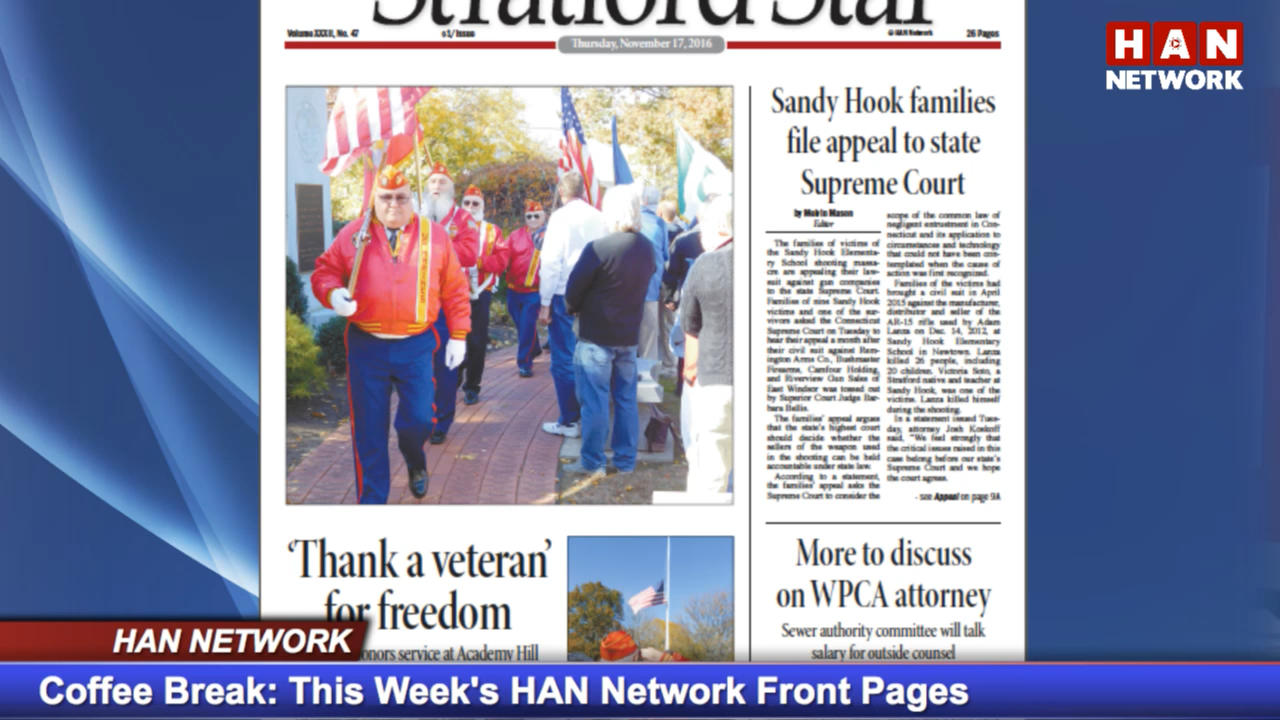 Stratford Star
Volume XXXII, No. 47
$1/Issue
Thursday, November 17, 2016
© HAN Network
26 Pages
HAN
NETWORK
Sandy Hook families
file appeal to state
Supreme Court
Editor
The families of victims of
the Sandy Hook Elementa-
ry School shooting massa-
cre are appealing their law-
suit against gun companies
to the state Supreme Court.
Families of nine Sandy Hook
victims and one of the sur-
vivors asked the Connecticut
Supreme Court on Tuesday to
hear their appeal a month after
their civil suit against Rem-
ington Arms Co., Bushmaster
Firearms, Camfour Holding,
and Riverview Gun Sales of
East Windsor was tossed out
by Superior Court Judge Bar-
bara Bellis.
The families' appeal argues
that the state's highest court
should decide whether the
sellers of the weapon used
in the shooting can be held
accountable under state law.
According to a statement,
the families' appeal asks the
Supreme Court to consider the
scope of the common law of
negligent entrustment in Con-
necticut and its application to
circumstances and technology
that could not have been con-
templated when the cause of
action was first recognized.
Families of the victims had
brought a civil suit in April
2015 against the manufacturer,
distributor and seller of the
AR-15 rifle used by Adam
Lanza on Dec. 14, 2012, at
Sandy Hook Elementary
School in Newtown. Lanza
killed 26 people, including
20 children. Victoria Soto, a
Stratford native and teacher at
Sandy Hook, was one of the
victims. Lanza killed himself
during the shooting.
In a statement issued Tues-
day, attorney Josh Koskoff
said, "We feel strongly that
the critical issues raised in this
case belong before our state's
Supreme Court and we hope
the court agrees.
- see Appeal on page 9A
'Thank a veteran'
for freedom
onors service at Academy Hill
More to discuss
on WPCA attorney
Sewer authority committee will talk
salary for outside counsel
HAN NETWORK
Coffee Break: This Week's HAN Network Front Pages